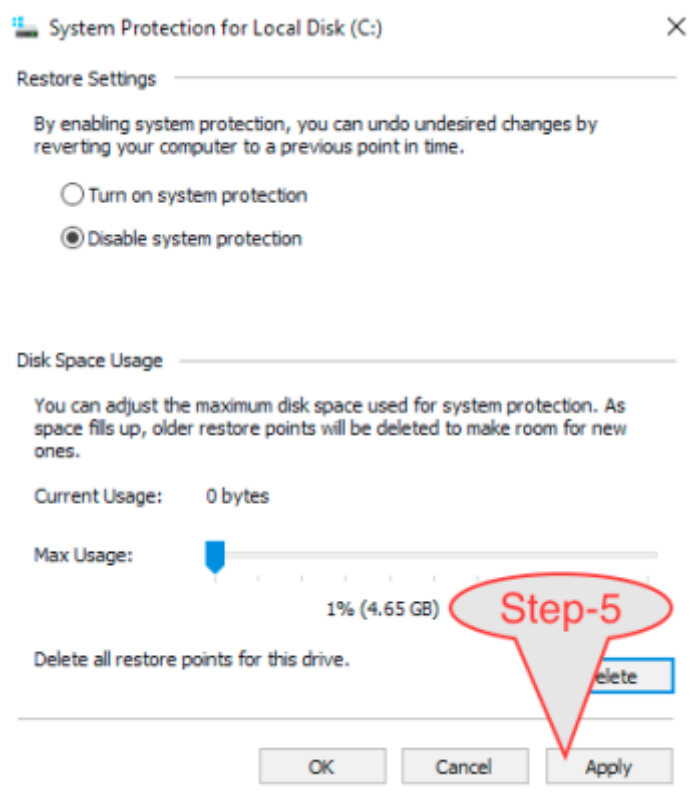 System Protection for Local Disk (C:)
Restore Settings
By enabling system protection, you can undo undesired changes by
reverting your computer to a previous point in time.
Turn on system protection
Disable system protection
Disk Space Usage
You can adjust the maximum disk space used for system protection. As
space fills up, older restore points will be deleted to make room for new
ones.
Current Usage: 0 bytes
Max Usage:
1% (4.65 GB)
Step-5
Delete all restore points for this drive.
elete
OK Cancel Apply